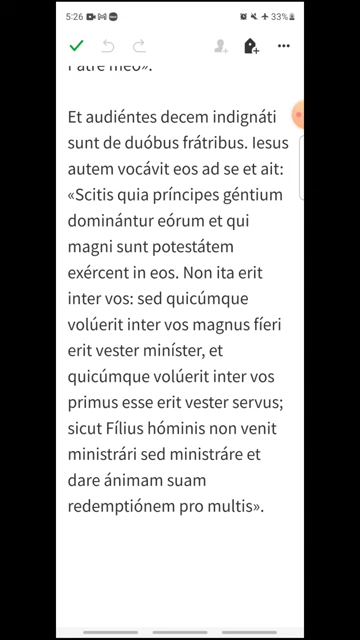 5:26
33%
Patre meo».
Et audiéntes decem indignáti
sunt de duóbus frátribus. Iesus
autem vocávit eos ad se et ait:
«Scitis quia príncipes géntium
dominántur eórum et qui
magni sunt potestátem
exércent in eos. Non ita erit
inter vos: sed quicúmque
volúerit inter vos magnus fíeri
erit vester miníster, et
quicúmque volúerit inter vos
primus esse erit vester servus;
sicut Fílius hóminis non venit
ministrári sed ministráre et
dare ánimam suam
redemptiónem pro multis».